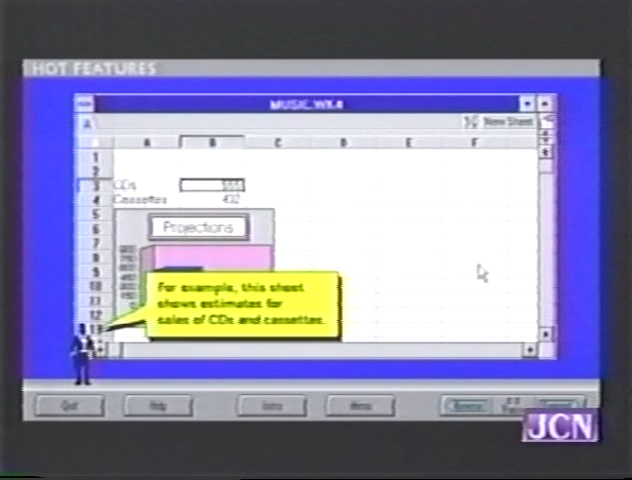 HOT FEATURES
MUSIC.WK4
A
New Sheet
A B C D E F
1
2
3 CDs 555
4 Cassettes 432
5
6 Projections
7
8
9
10
11
12
For example, this sheet
shows estimates for
sales of CDs and cassettes.
Quit Help Intro Menu
JCN